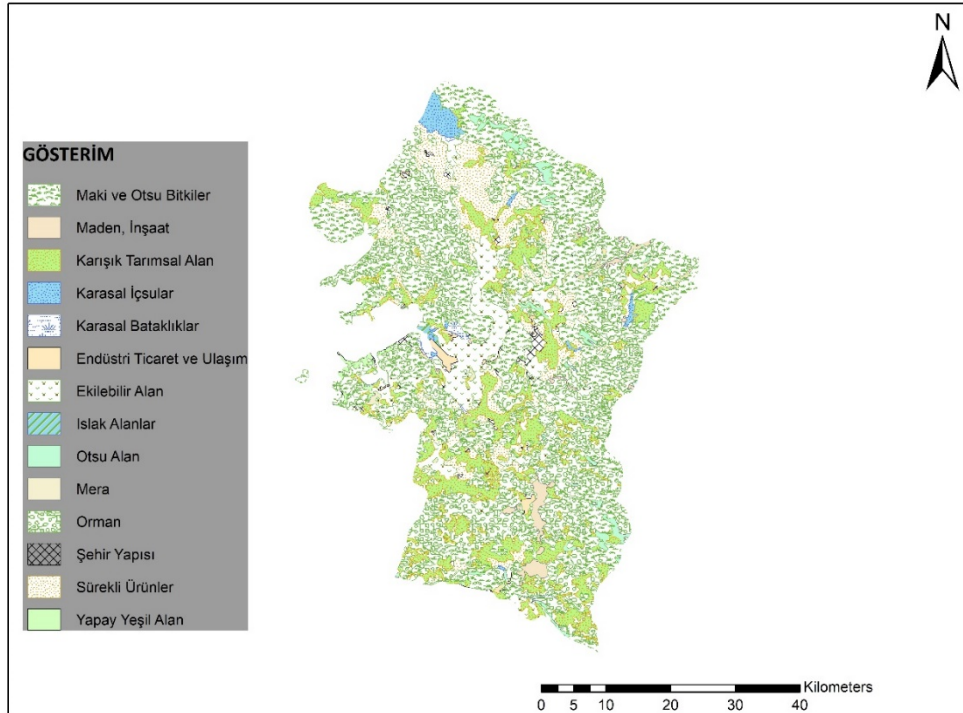 N
GÖSTERİM
Maki ve Otsu Bitkiler
Maden, İnşaat
Karışık Tarımsal Alan
Karasal İçsular
Karasal Bataklıklar
Endüstri Ticaret ve Ulaşım
Ekilebilir Alan
Islak Alanlar
Otsu Alan
Mera
Orman
Şehir Yapısı
Sürekli Ürünler
Yapay Yeşil Alan
Kilometers
0 5 10 20 30 40